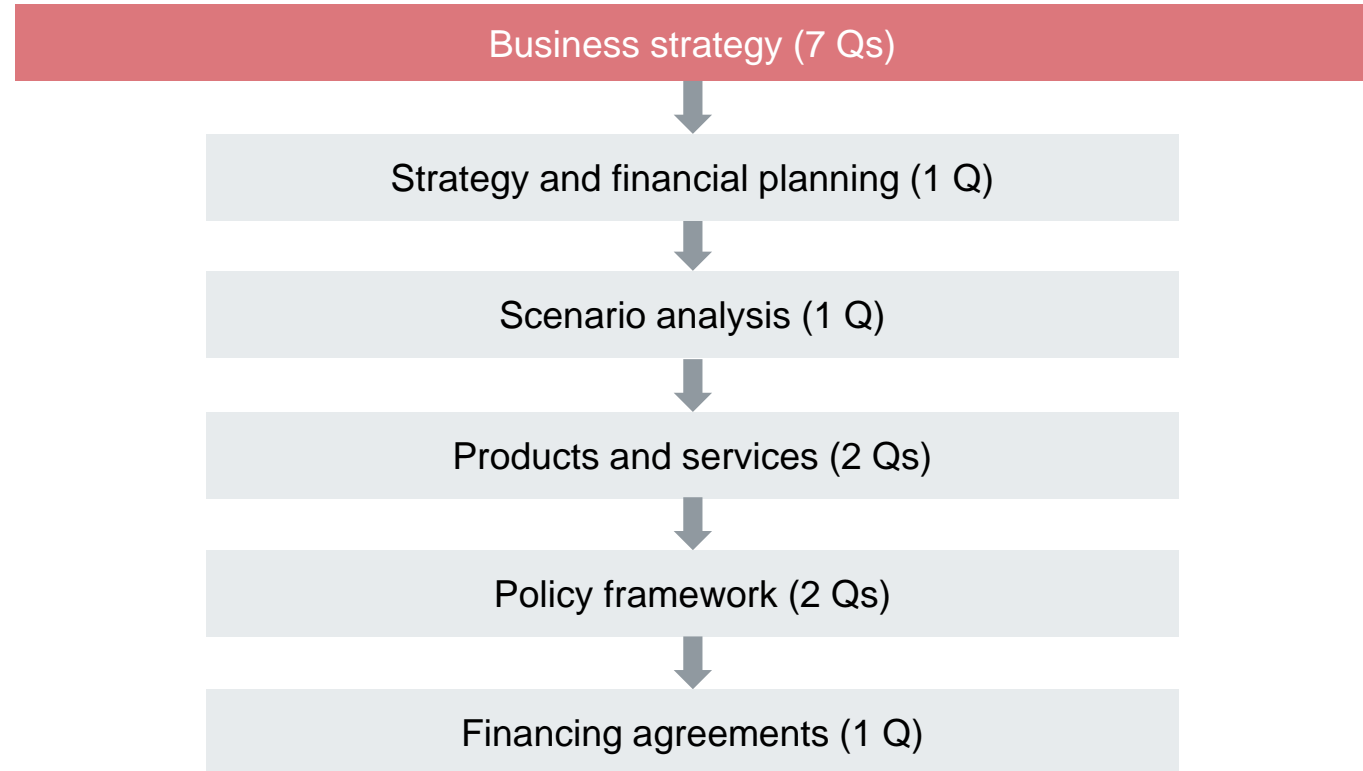 Business strategy (7 Qs)
Strategy and financial planning (1 Q)
Scenario analysis (1 Q)
Products and services (2 Qs)
Policy framework (2 Qs)
Financing agreements (1 Q)